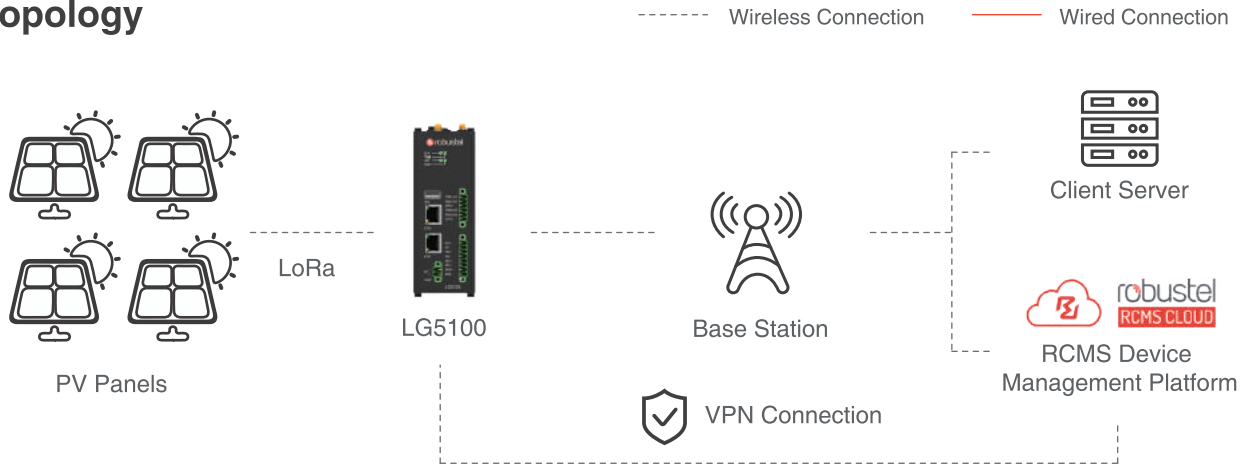 opology
Wireless Connection
Wired Connection
robustel
Client Server
LoRa
LG5100
Base Station
robustel
RCMS CLOUD
RCMS Device
Management Platform
PV Panels
VPN Connection